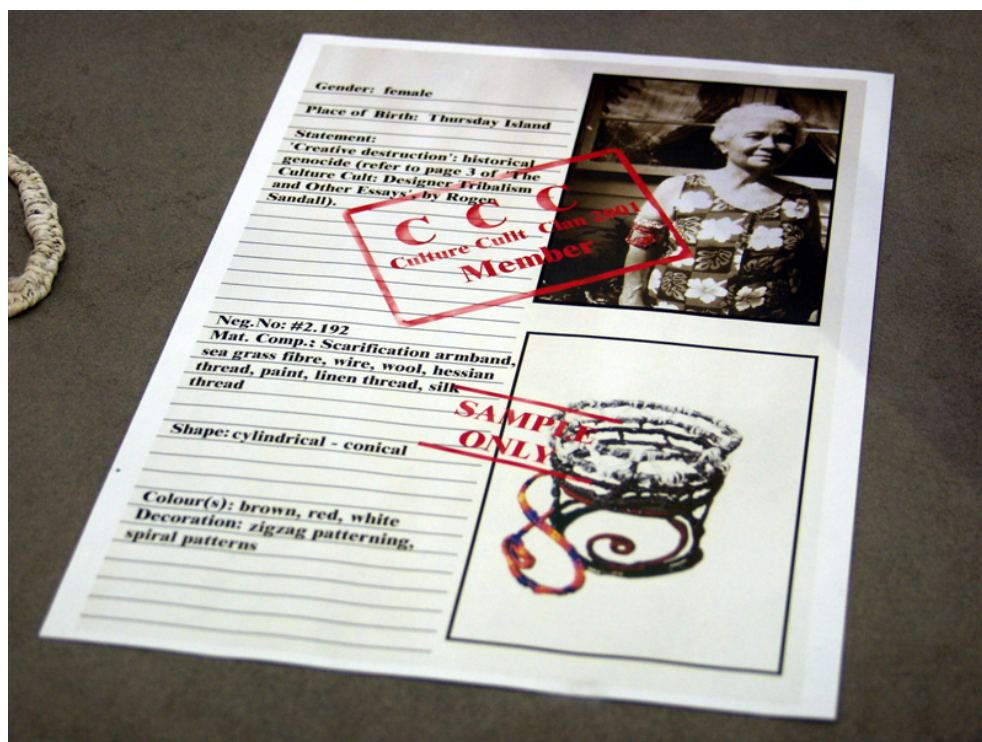 Gender: female
Place of Birth: Thursday Island
Statement:
'Creative destruction': historical
genocide (refer to page 3 of 'The
Culture Cult: Designer Tribalism
and Other Essays', by Roger
Sandall).
C C C
Culture Cullt Clan 2001
Member
Neg.No: #2.192
Mat. Comp.: Scarification armband,
sea grass fibre, wire, wool, hessian
thread, paint, linen thread, silk
thread
SAMPLE
ONLY
Shape: cylindrical - conical
Colour(s): brown, red, white
Decoration: zigzag patterning,
spiral patterns